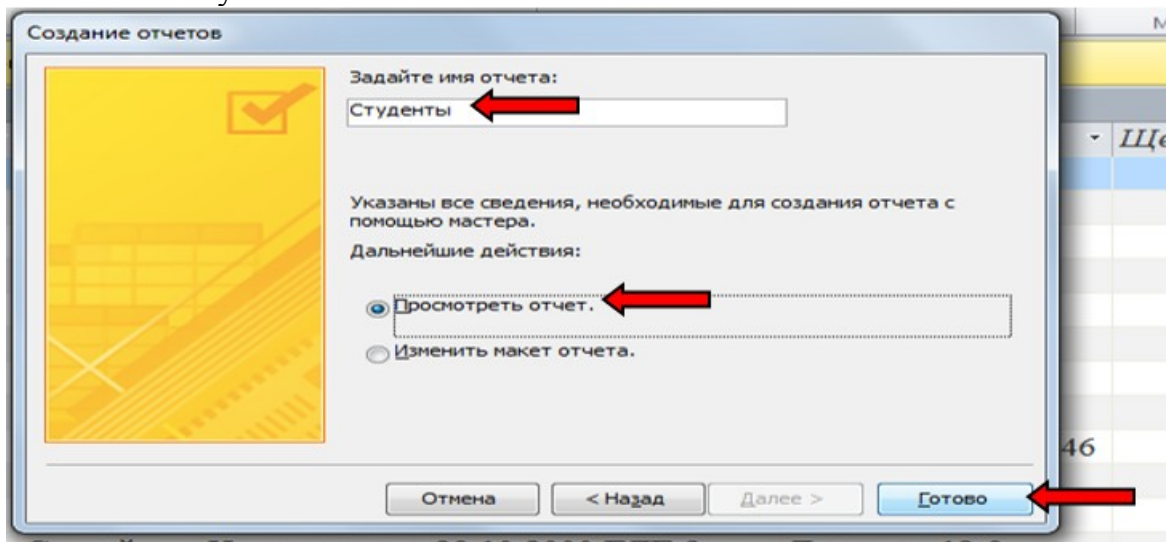 Создание отчетов
Задайте имя отчета:
Студенты
Ще
Указаны все сведения, необходимые для создания отчета с
помощью мастера.
Дальнейшие действия:
Просмотреть отчет.
Изменить макет отчета.
46
Отмена
< Назад
Далее >
Готово